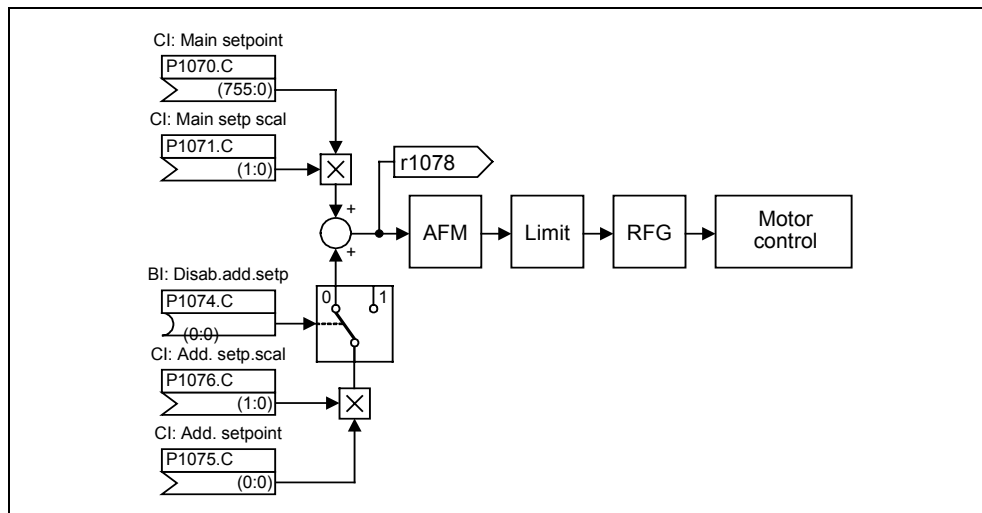 CI: Main setpoint
P1070.C
(755:0)
CI: Main setp scal
P1071.C
(1:0)
r1078
+
+
AFM
Limit
RFG
Motor
control
BI: Disab.add.setp
P1074.C
(0:0)
0
1
CI: Add. setp.scal
P1076.C
(1:0)
CI: Add. setpoint
P1075.C
(0:0)